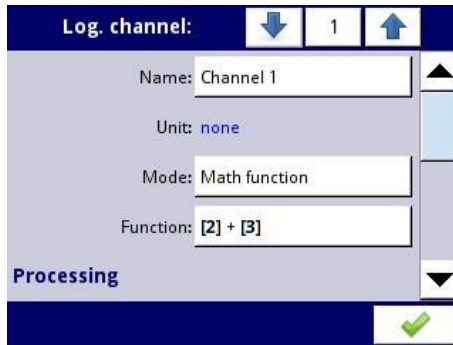 Log. channel: 1
Name: Channel 1
Unit: none
Mode: Math function
Function: [2] + [3]
Processing